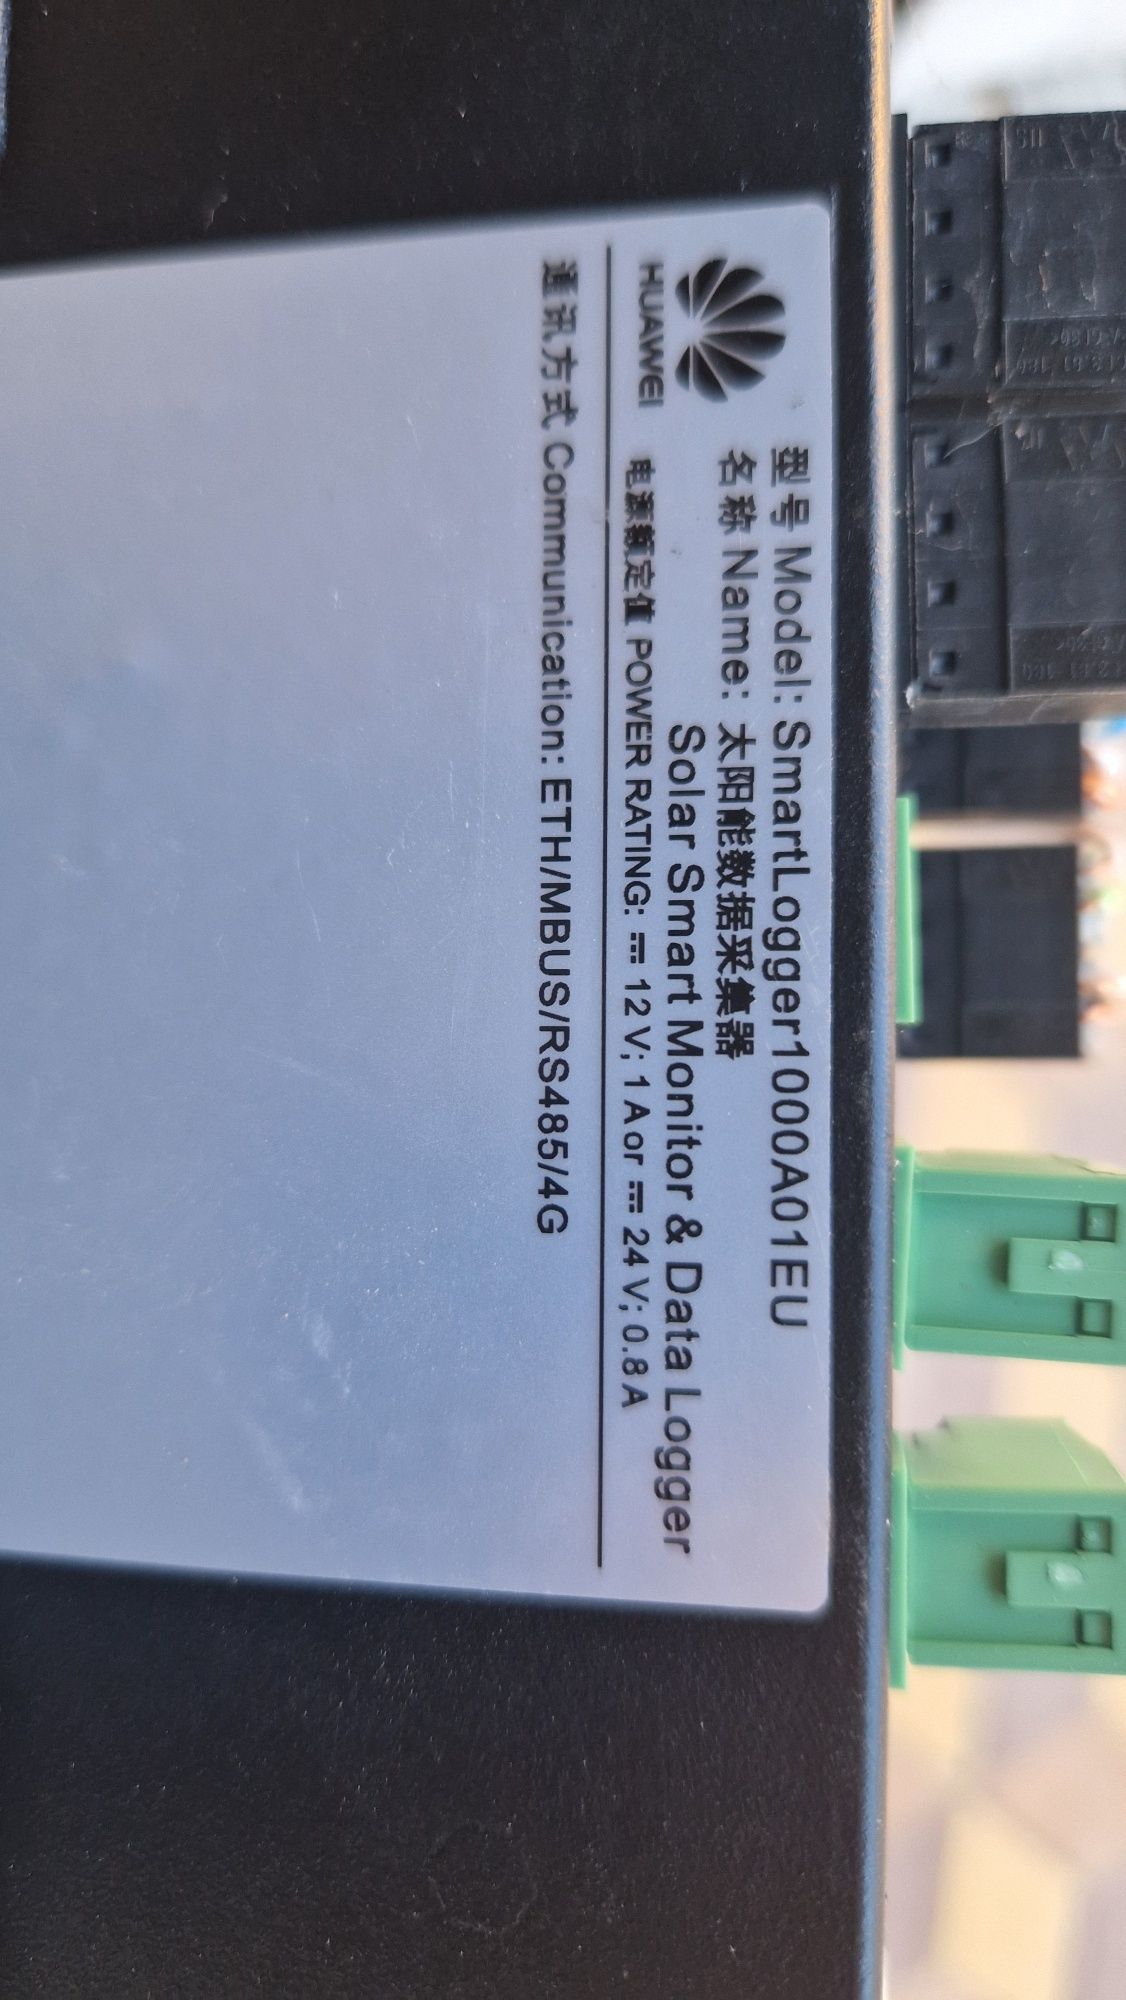 HUAWEI
型号 Model: SmartLogger1000A01EU
名称 Name: 太阳能数据采集器
Solar Smart Monitor & Data Logger
电源额定值 POWER RATING: ⎓ 12 V; 1 A or ⎓ 24 V; 0.8 A
通讯方式 Communication: ETH/MBUS/RS485/4G